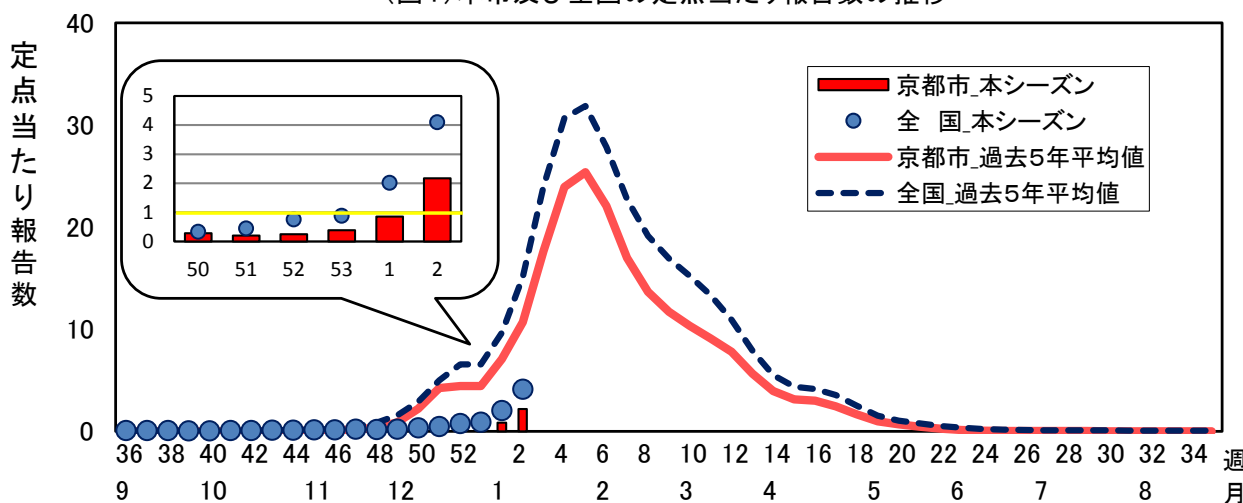 定点当たり報告数
40
30
20
10
0
5
4
3
2
1
0
50 51 52 53 1 2
京都市_本シーズン
全　国_本シーズン
京都市_過去5年平均値
全国_過去5年平均値
36 38 40 42 44 46 48 50 52 2 4 6 8 10 12 14 16 18 20 22 24 26 28 30 32 34 週
9 10 11 12 1 2 3 4 5 6 7 8 月